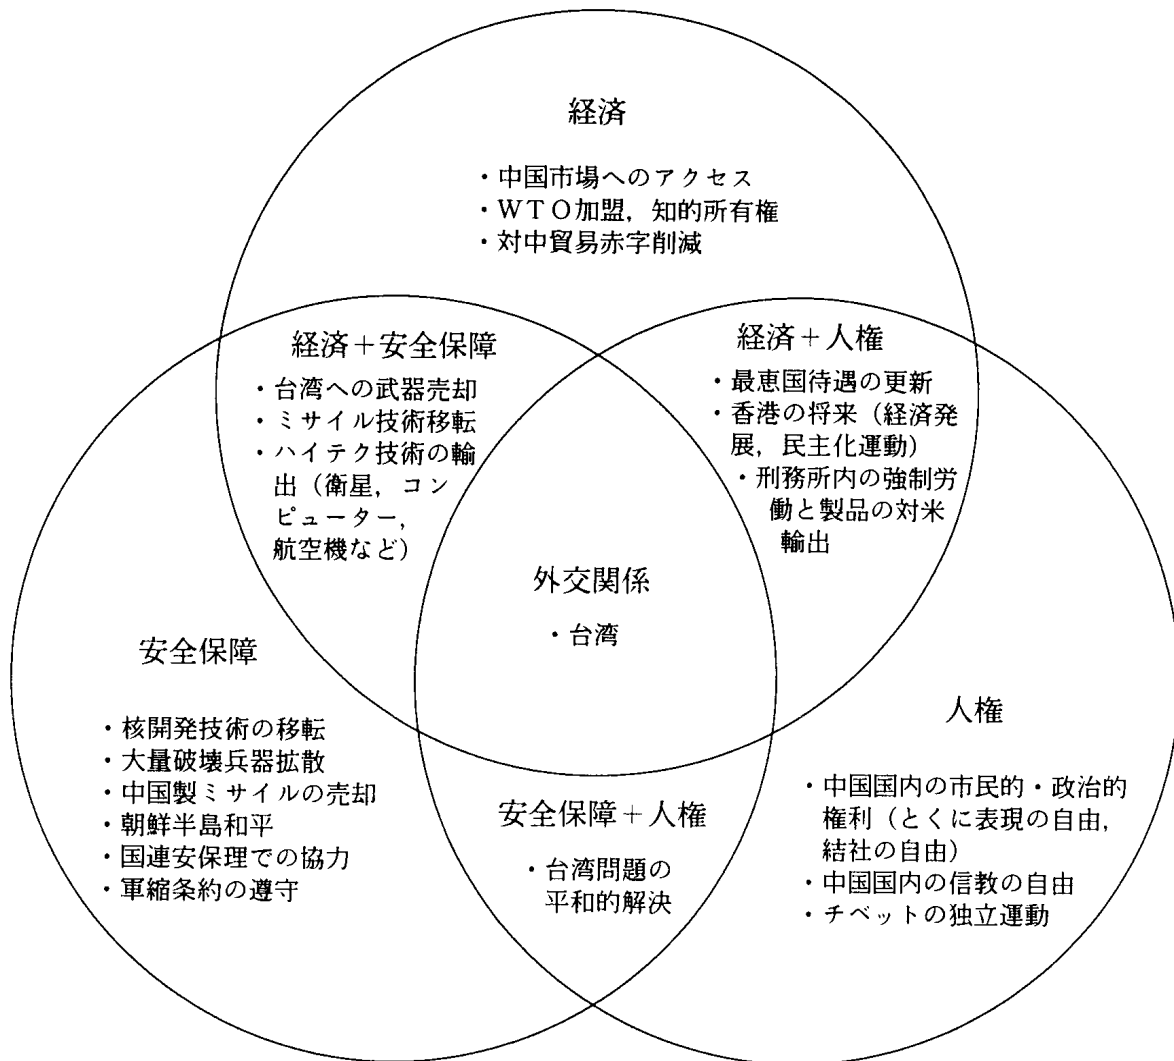 経済
・中国市場へのアクセス
・WTO加盟，知的所有権
・対中貿易赤字削減
経済＋安全保障
・台湾への武器売却
・ミサイル技術移転
・ハイテク技術の輸
出（衛星，コン
ピューター，
航空機など）
経済＋人権
・最恵国待遇の更新
・香港の将来（経済発
展，民主化運動）
・刑務所内の強制労
働と製品の対米
輸出
外交関係
・台湾
安全保障
・核開発技術の移転
・大量破壊兵器拡散
・中国製ミサイルの売却
・朝鮮半島和平
・国連安保理での協力
・軍縮条約の遵守
安全保障＋人権
・台湾問題の
平和的解決
人権
・中国国内の市民的・政治的
権利（とくに表現の自由，
結社の自由）
・中国国内の信教の自由
・チベットの独立運動